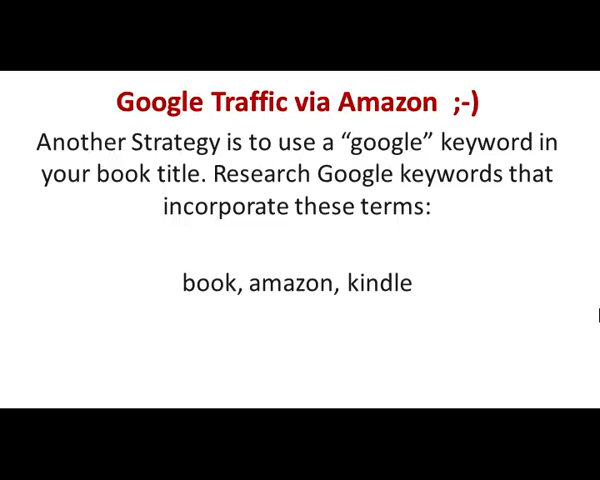 Google Traffic via Amazon ;-)
Another Strategy is to use a “google” keyword in
your book title. Research Google keywords that
incorporate these terms:
book, amazon, kindle